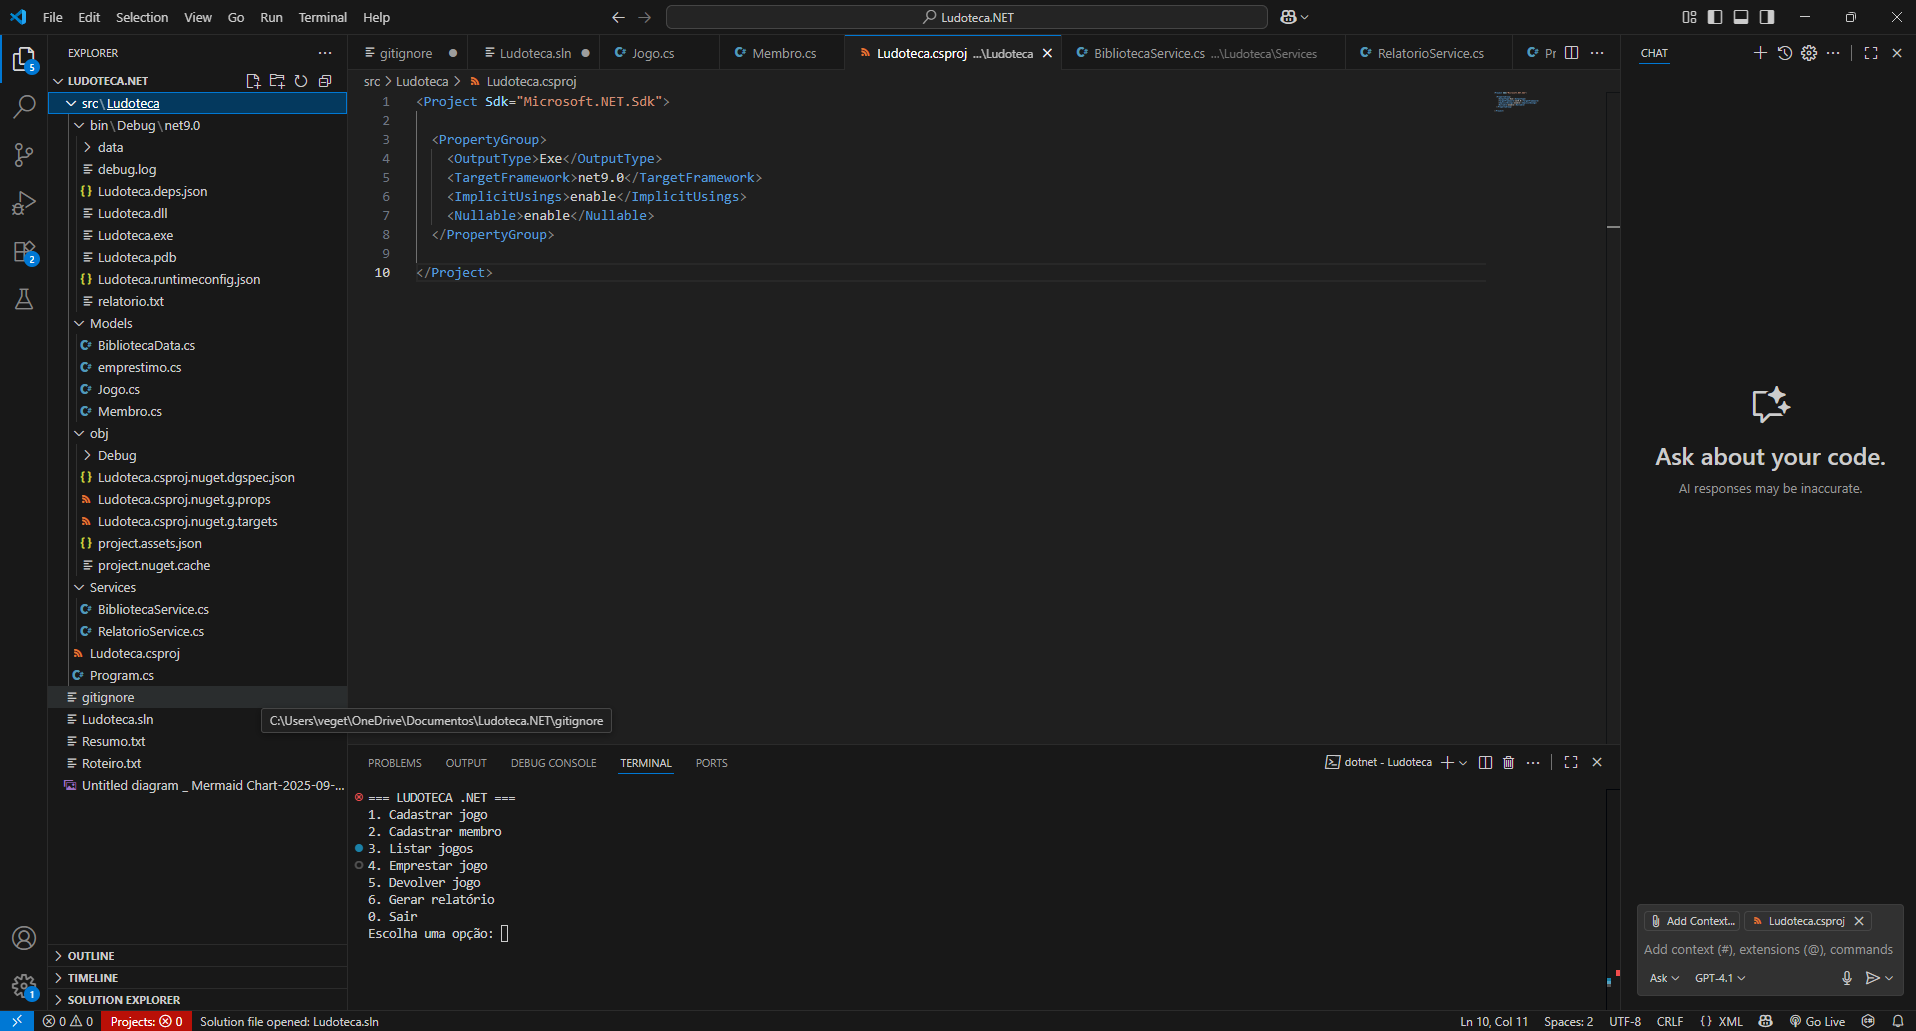 File Edit Selection View Go Run Terminal Help
Ludoteca.NET
EXPLORER
LUDOTECA.NET
src\Ludoteca
bin\Debug\net9.0
data
debug.log
Ludoteca.deps.json
Ludoteca.dll
Ludoteca.exe
Ludoteca.pdb
Ludoteca.runtimeconfig.json
relatorio.txt
Models
BibliotecaData.cs
emprestimo.cs
Jogo.cs
Membro.cs
obj
Debug
Ludoteca.csproj.nuget.dgspec.json
Ludoteca.csproj.nuget.g.props
Ludoteca.csproj.nuget.g.targets
project.assets.json
project.nuget.cache
Services
BibliotecaService.cs
RelatorioService.cs
Ludoteca.csproj
Program.cs
gitignore
Ludoteca.sln
Resumo.txt
Roteiro.txt
Untitled diagram _ Mermaid Chart-2025-09-...
C:\Users\veget\OneDrive\Documentos\Ludoteca.NET\gitignore
OUTLINE
TIMELINE
SOLUTION EXPLORER
5
2
1
gitignore Ludoteca.sln Jogo.cs Membro.cs Ludoteca.csproj ...\Ludoteca BibliotecaService.cs ...\Ludoteca\Services RelatorioService.cs Pr
src > Ludoteca > Ludoteca.csproj
1 <Project Sdk="Microsoft.NET.Sdk">
2
3 <PropertyGroup>
4 <OutputType>Exe</OutputType>
5 <TargetFramework>net9.0</TargetFramework>
6 <ImplicitUsings>enable</ImplicitUsings>
7 <Nullable>enable</Nullable>
8 </PropertyGroup>
9
10 </Project>
PROBLEMS OUTPUT DEBUG CONSOLE TERMINAL PORTS
dotnet - Ludoteca
=== LUDOTECA .NET ===
1. Cadastrar jogo
2. Cadastrar membro
3. Listar jogos
4. Emprestar jogo
5. Devolver jogo
6. Gerar relatório
0. Sair
Escolha uma opção:
CHAT
Ask about your code.
AI responses may be inaccurate.
Add Context... Ludoteca.csproj
Add context (#), extensions (@), commands
Ask GPT-4.1
0 0 Projects: 0 Solution file opened: Ludoteca.sln
Ln 10, Col 11 Spaces: 2 UTF-8 CRLF {} XML Go Live